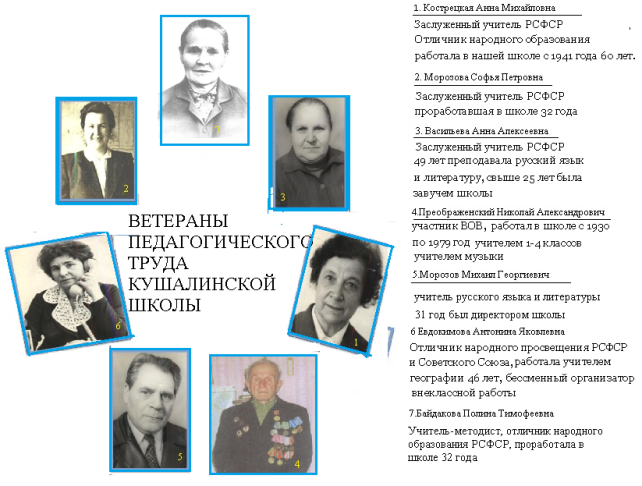 ВЕТЕРАНЫ
ПЕДАГОГИЧЕСКОГО
ТРУДА
КУШАЛИНСКОЙ
ШКОЛЫ
7
2
3
6
1
5
4
1. Кострецкая Анна Михайловна
Заслуженный учитель РСФСР
Отличник народного образования
работала в нашей школе с 1941 года 60 лет.
2. Морозова Софья Петровна
Заслуженный учитель РСФСР
проработавшая в школе 32 года
3. Васильева Анна Алексеевна
Заслуженный учитель РСФСР
49 лет преподавала русский язык
и литературу, свыше 25 лет была
завучем школы
4.Преображенский Николай Александрович
участник ВОВ, работал в школе с 1930
по 1979 год учителем 1-4 классов
учителем музыки
5.Морозов Михаил Георгиевич
учитель русского языка и литературы
31 год был директором школы
6 Евдокимова Антонина Яковлевна
Отличник народного просвещения РСФСР
и Советского Союза, работала учителем
географии 46 лет, бессменный организатор
внеклассной работы
7.Байдакова Полина Тимофеевна
Учитель-методист, отличник народного
образования РСФСР, проработала в
школе 32 года